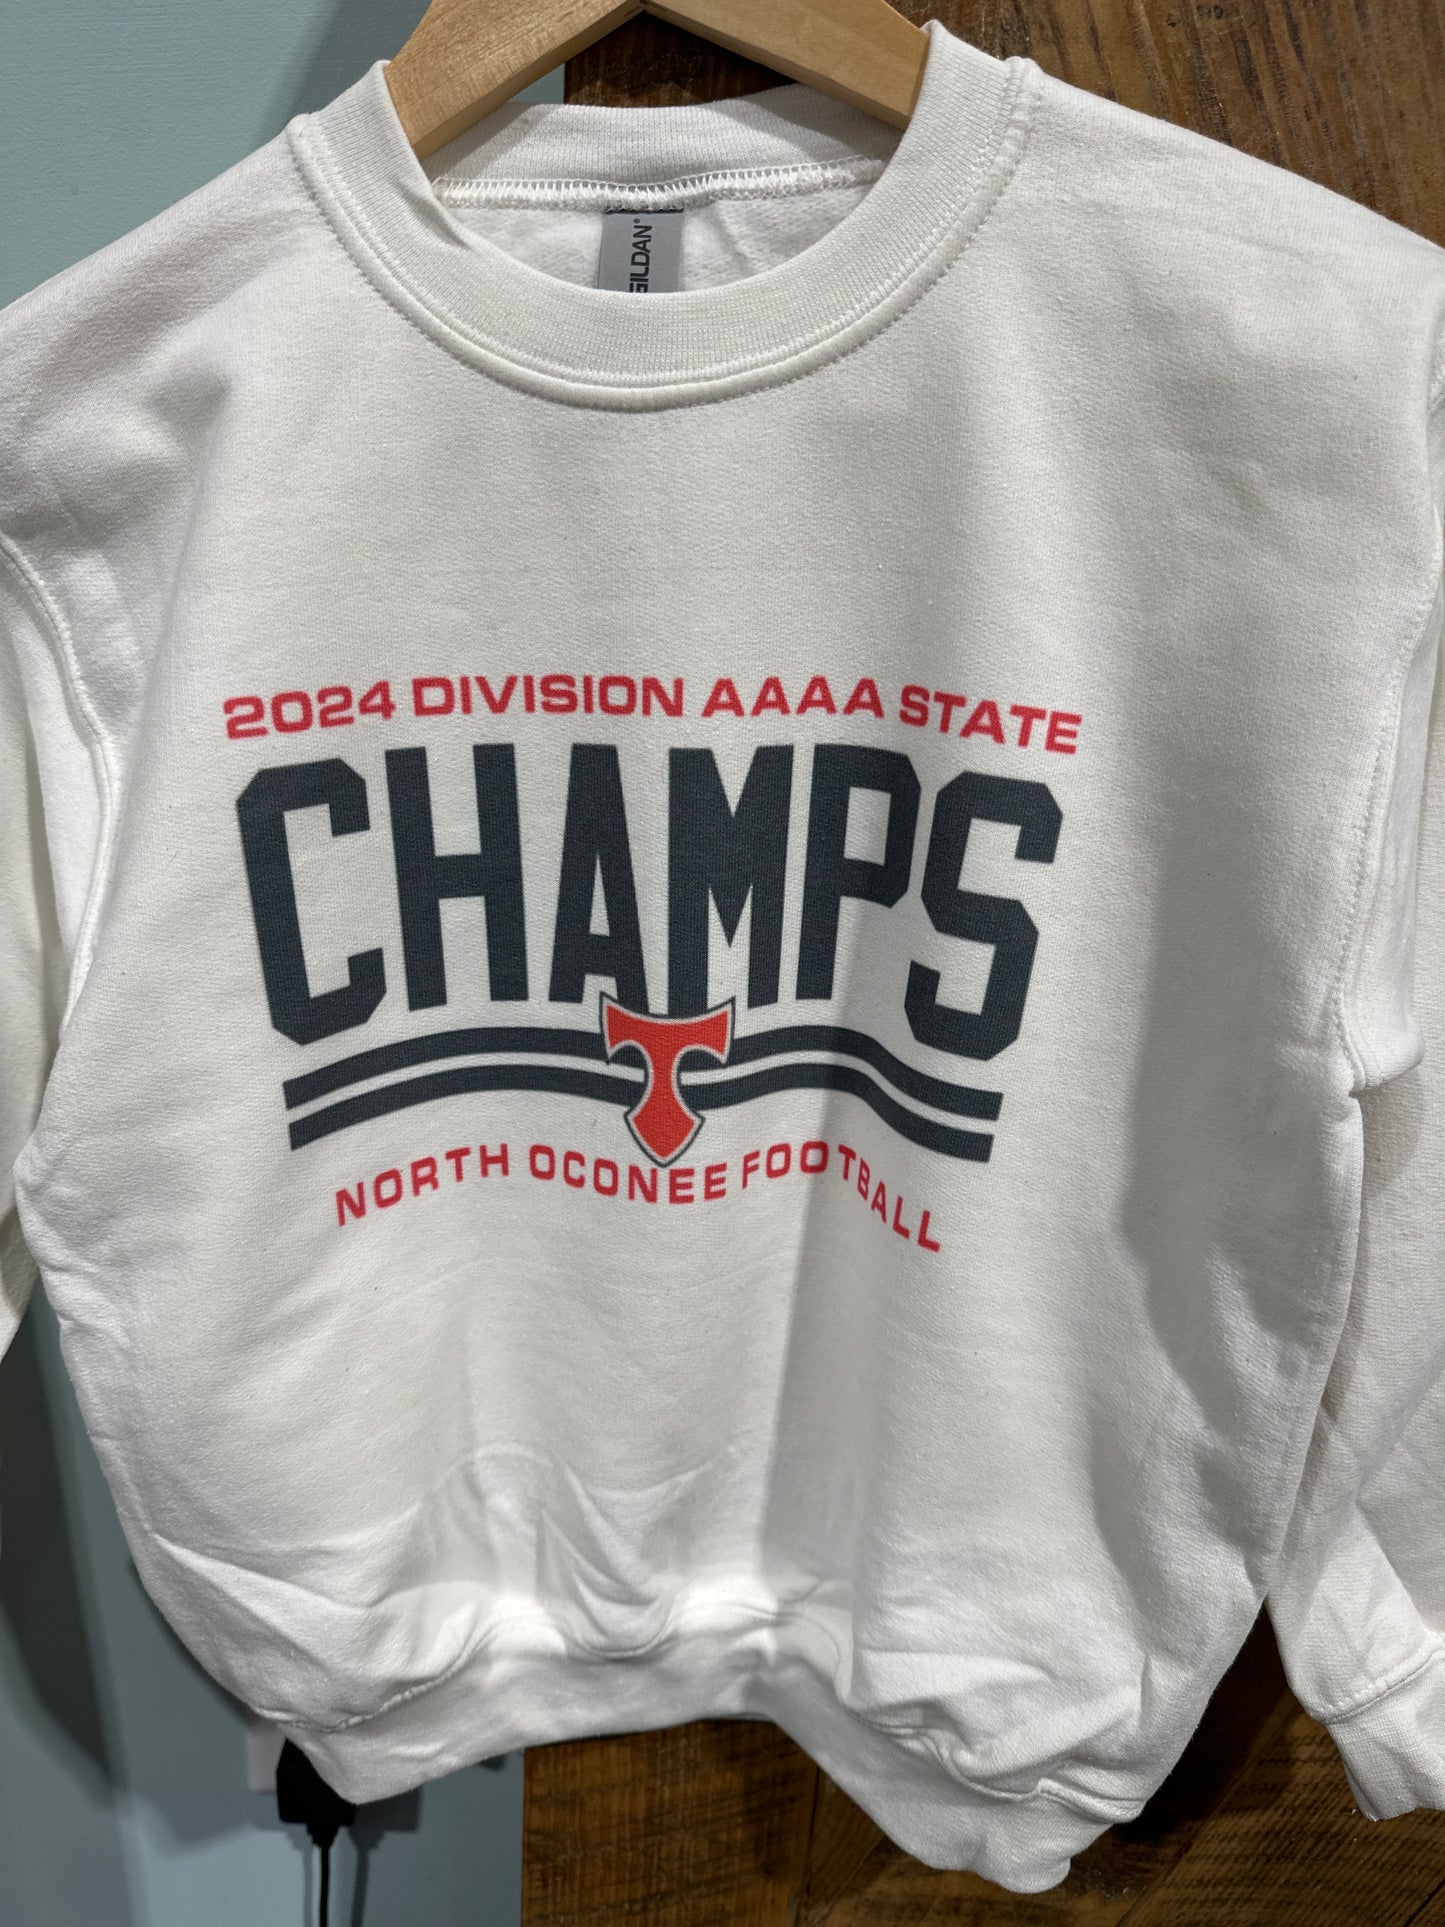 GILDAN®
2024 DIVISION AAAA STATE
CHAMPS
T
NORTH OCONEE FOOTBALL